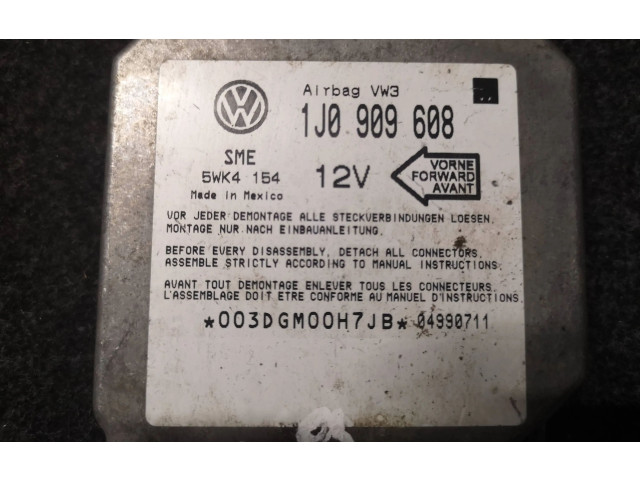 Airbag VW3
1J0 909 608
SME
5WK4 154
12V
Made in Mexico
VORNE
FORWARD
AVANT
VOR JEDER DEMONTAGE ALLE STECKVERBINDUNGEN LOESEN.
MONTAGE NUR NACH EINBAUANLEITUNG.
BEFORE EVERY DISASSEMBLY, DETACH ALL CONNECTORS.
ASSEMBLE STRICTLY ACCORDING TO MANUAL INSTRUCTIONS.
AVANT TOUT DEMONTAGE ENLEVER TOUS LES CONNECTEURS.
L'ASSEMBLAGE DOIT ETRE CONFORME AU MANUEL D'INSTRUCTIONS.
*003DGM00H7JB* 04990711